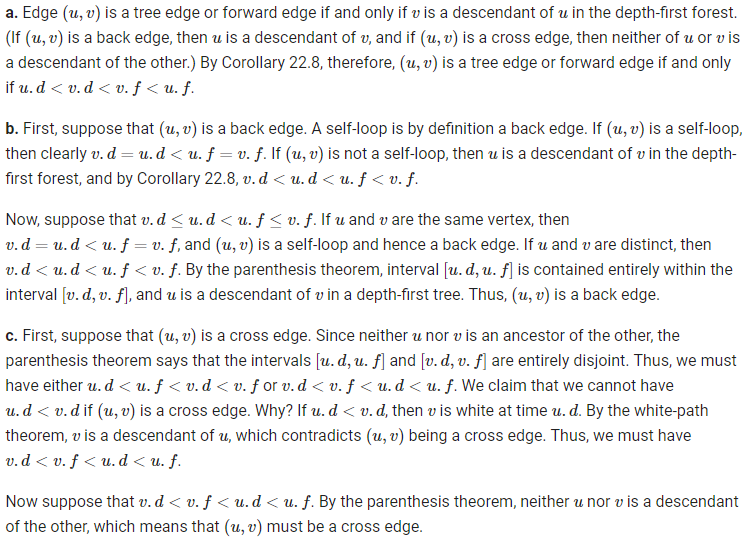 a. Edge (u, v) is a tree edge or forward edge if and only if v is a descendant of u in the depth-first forest.
(If (u, v) is a back edge, then u is a descendant of v, and if (u, v) is a cross edge, then neither of u or v is
a descendant of the other.) By Corollary 22.8, therefore, (u, v) is a tree edge or forward edge if and only
if u. d < v. d < v. f < u. f.
b. First, suppose that (u, v) is a back edge. A self-loop is by definition a back edge. If (u, v) is a self-loop,
then clearly v. d = u. d < u. f = v. f. If (u, v) is not a self-loop, then u is a descendant of v in the depth-
first forest, and by Corollary 22.8, v. d < u. d < u. f < v. f.
Now, suppose that v. d ≤ u. d < u. f ≤ v. f. If u and v are the same vertex, then
v. d = u. d < u. f = v. f, and (u, v) is a self-loop and hence a back edge. If u and v are distinct, then
v. d < u. d < u. f < v. f. By the parenthesis theorem, interval [u. d, u. f] is contained entirely within the
interval [v. d, v. f], and u is a descendant of v in a depth-first tree. Thus, (u, v) is a back edge.
c. First, suppose that (u, v) is a cross edge. Since neither u nor v is an ancestor of the other, the
parenthesis theorem says that the intervals [u. d, u. f] and [v. d, v. f] are entirely disjoint. Thus, we must
have either u. d < u. f < v. d < v. f or v. d < v. f < u. d < u. f. We claim that we cannot have
u. d < v. d if (u, v) is a cross edge. Why? If u. d < v. d, then v is white at time u. d. By the white-path
theorem, v is a descendant of u, which contradicts (u, v) being a cross edge. Thus, we must have
v. d < v. f < u. d < u. f.
Now suppose that v. d < v. f < u. d < u. f. By the parenthesis theorem, neither u nor v is a descendant
of the other, which means that (u, v) must be a cross edge.